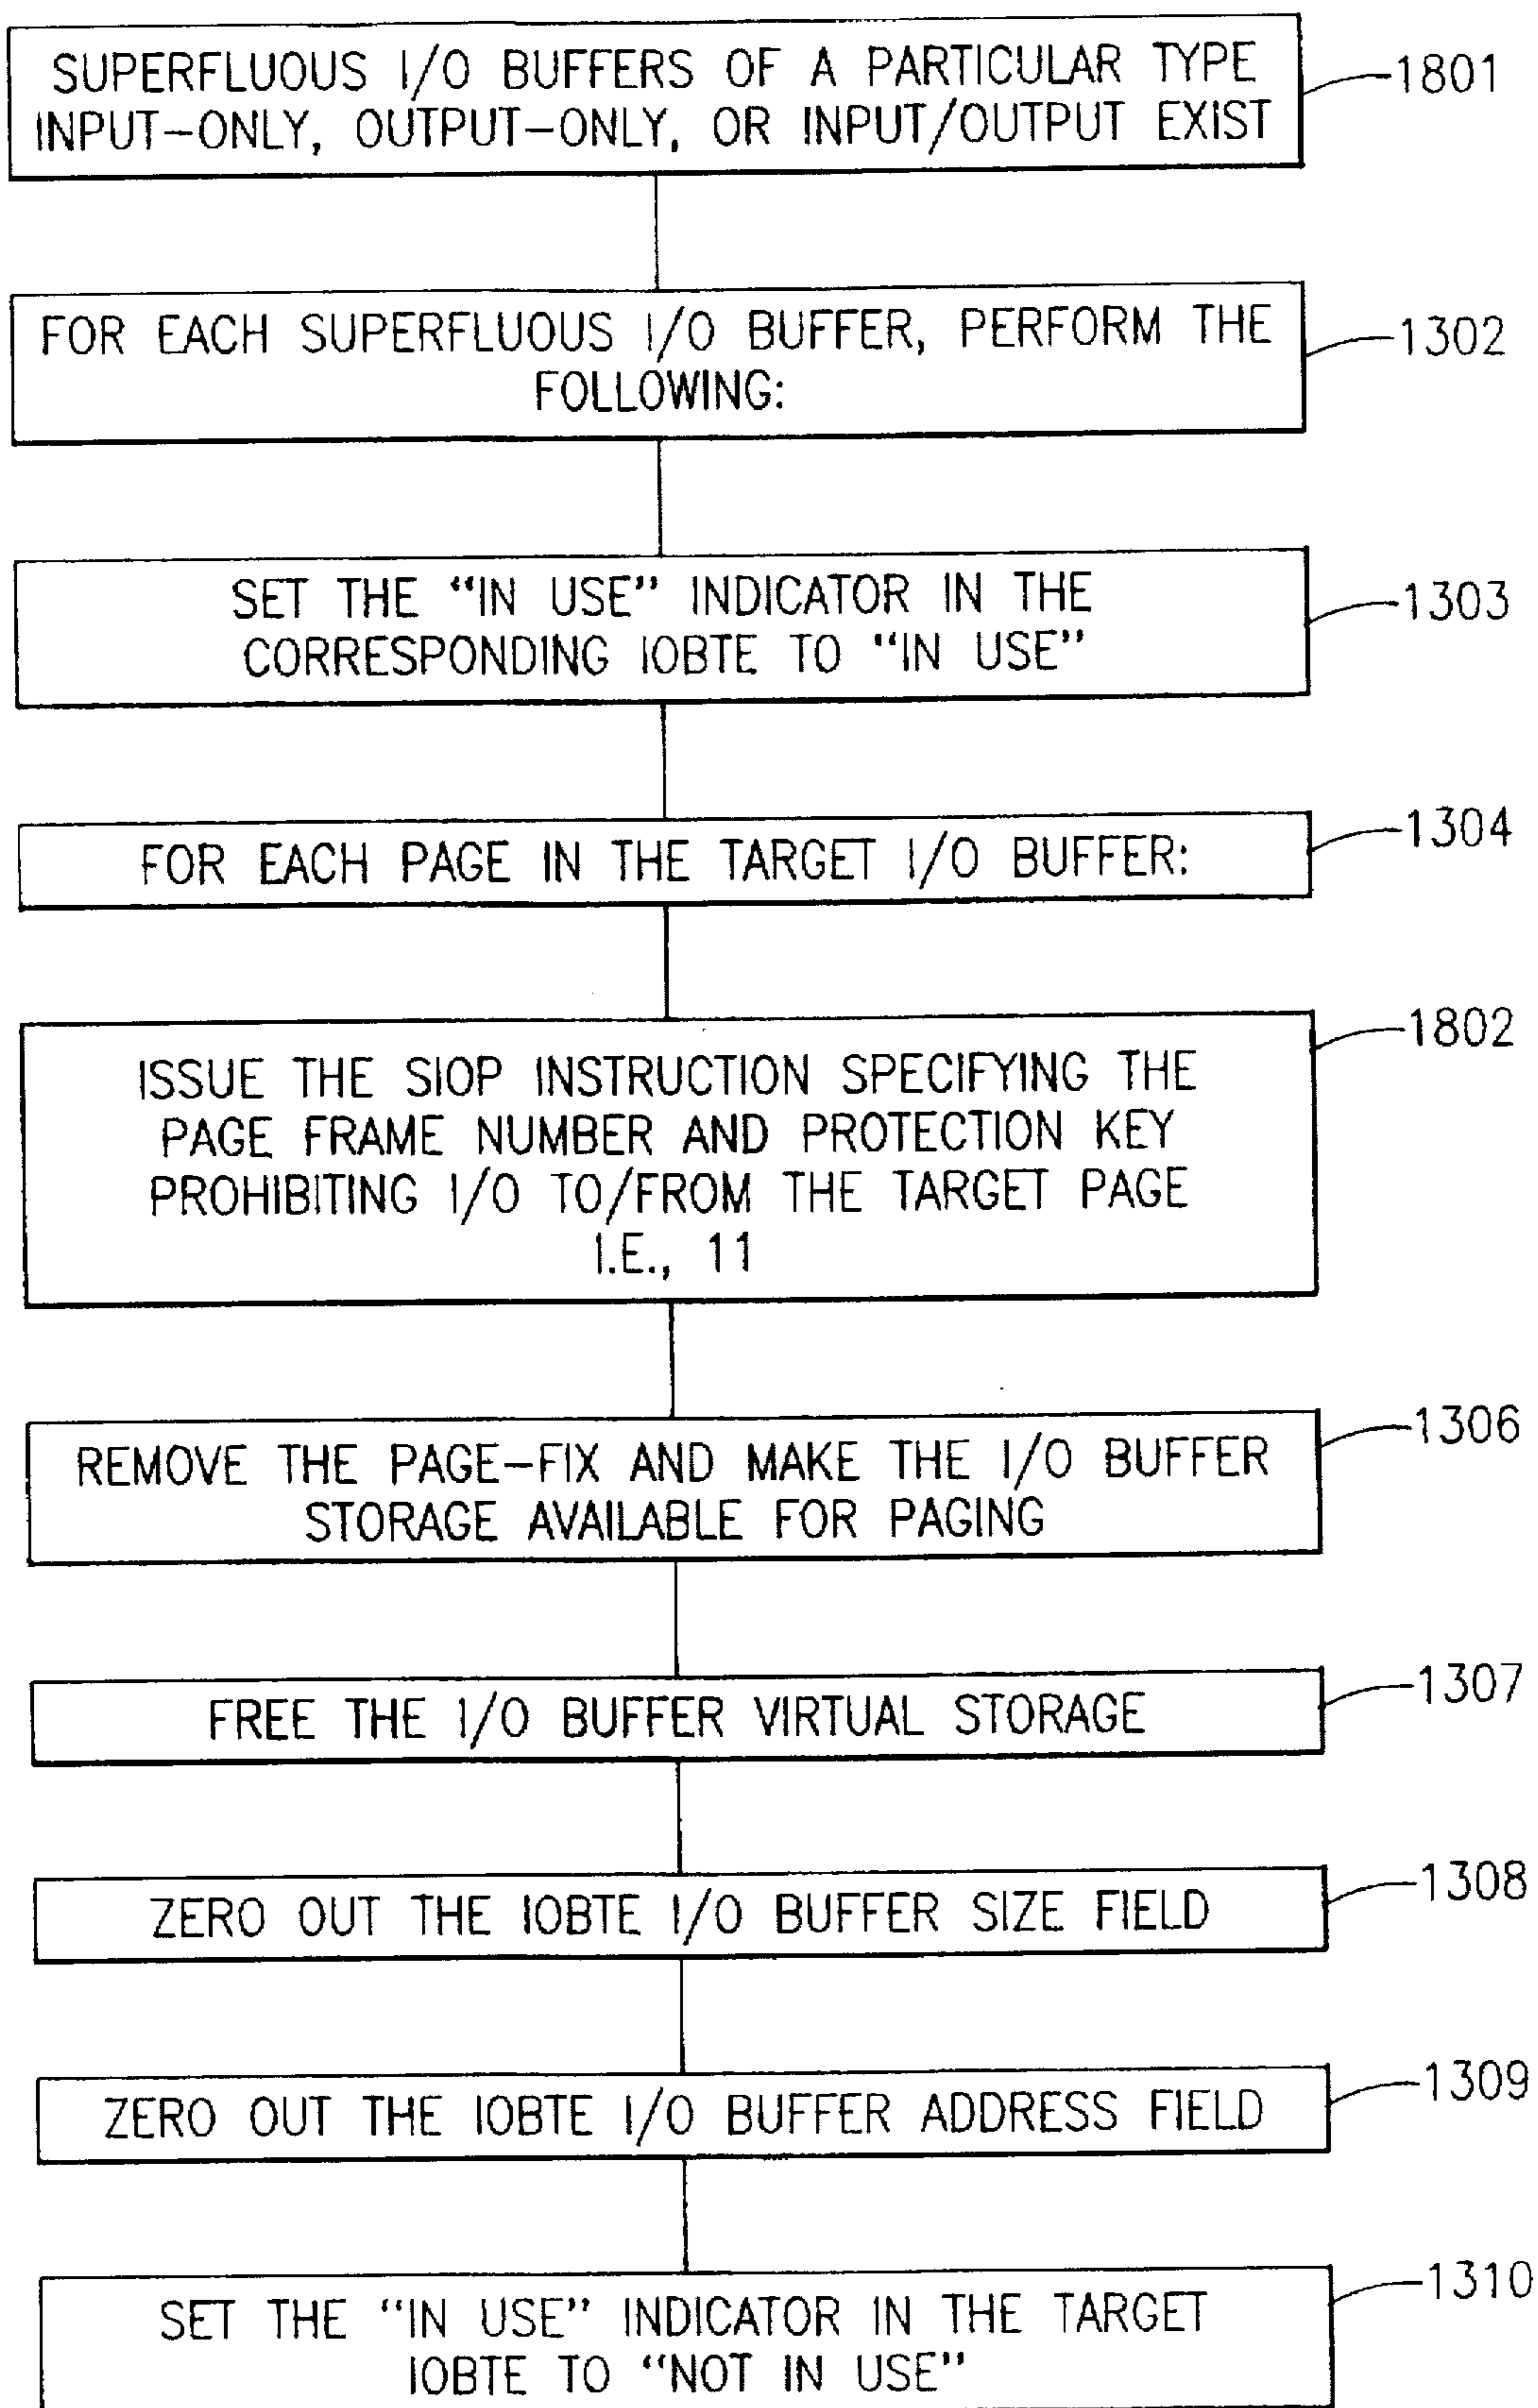 SUPERFLUOUS I/O BUFFERS OF A PARTICULAR TYPE
INPUT-ONLY, OUTPUT-ONLY, OR INPUT/OUTPUT EXIST
1801
FOR EACH SUPERFLUOUS I/O BUFFER, PERFORM THE
FOLLOWING:
1302
SET THE "IN USE" INDICATOR IN THE
CORRESPONDING IOBTE TO "IN USE"
1303
FOR EACH PAGE IN THE TARGET I/O BUFFER:
1304
ISSUE THE SIOP INSTRUCTION SPECIFYING THE
PAGE FRAME NUMBER AND PROTECTION KEY
PROHIBITING I/O TO/FROM THE TARGET PAGE
I.E., 11
1802
REMOVE THE PAGE-FIX AND MAKE THE I/O BUFFER
STORAGE AVAILABLE FOR PAGING
1306
FREE THE I/O BUFFER VIRTUAL STORAGE
1307
ZERO OUT THE IOBTE I/O BUFFER SIZE FIELD
1308
ZERO OUT THE IOBTE I/O BUFFER ADDRESS FIELD
1309
SET THE "IN USE" INDICATOR IN THE TARGET
IOBTE TO "NOT IN USE"
1310